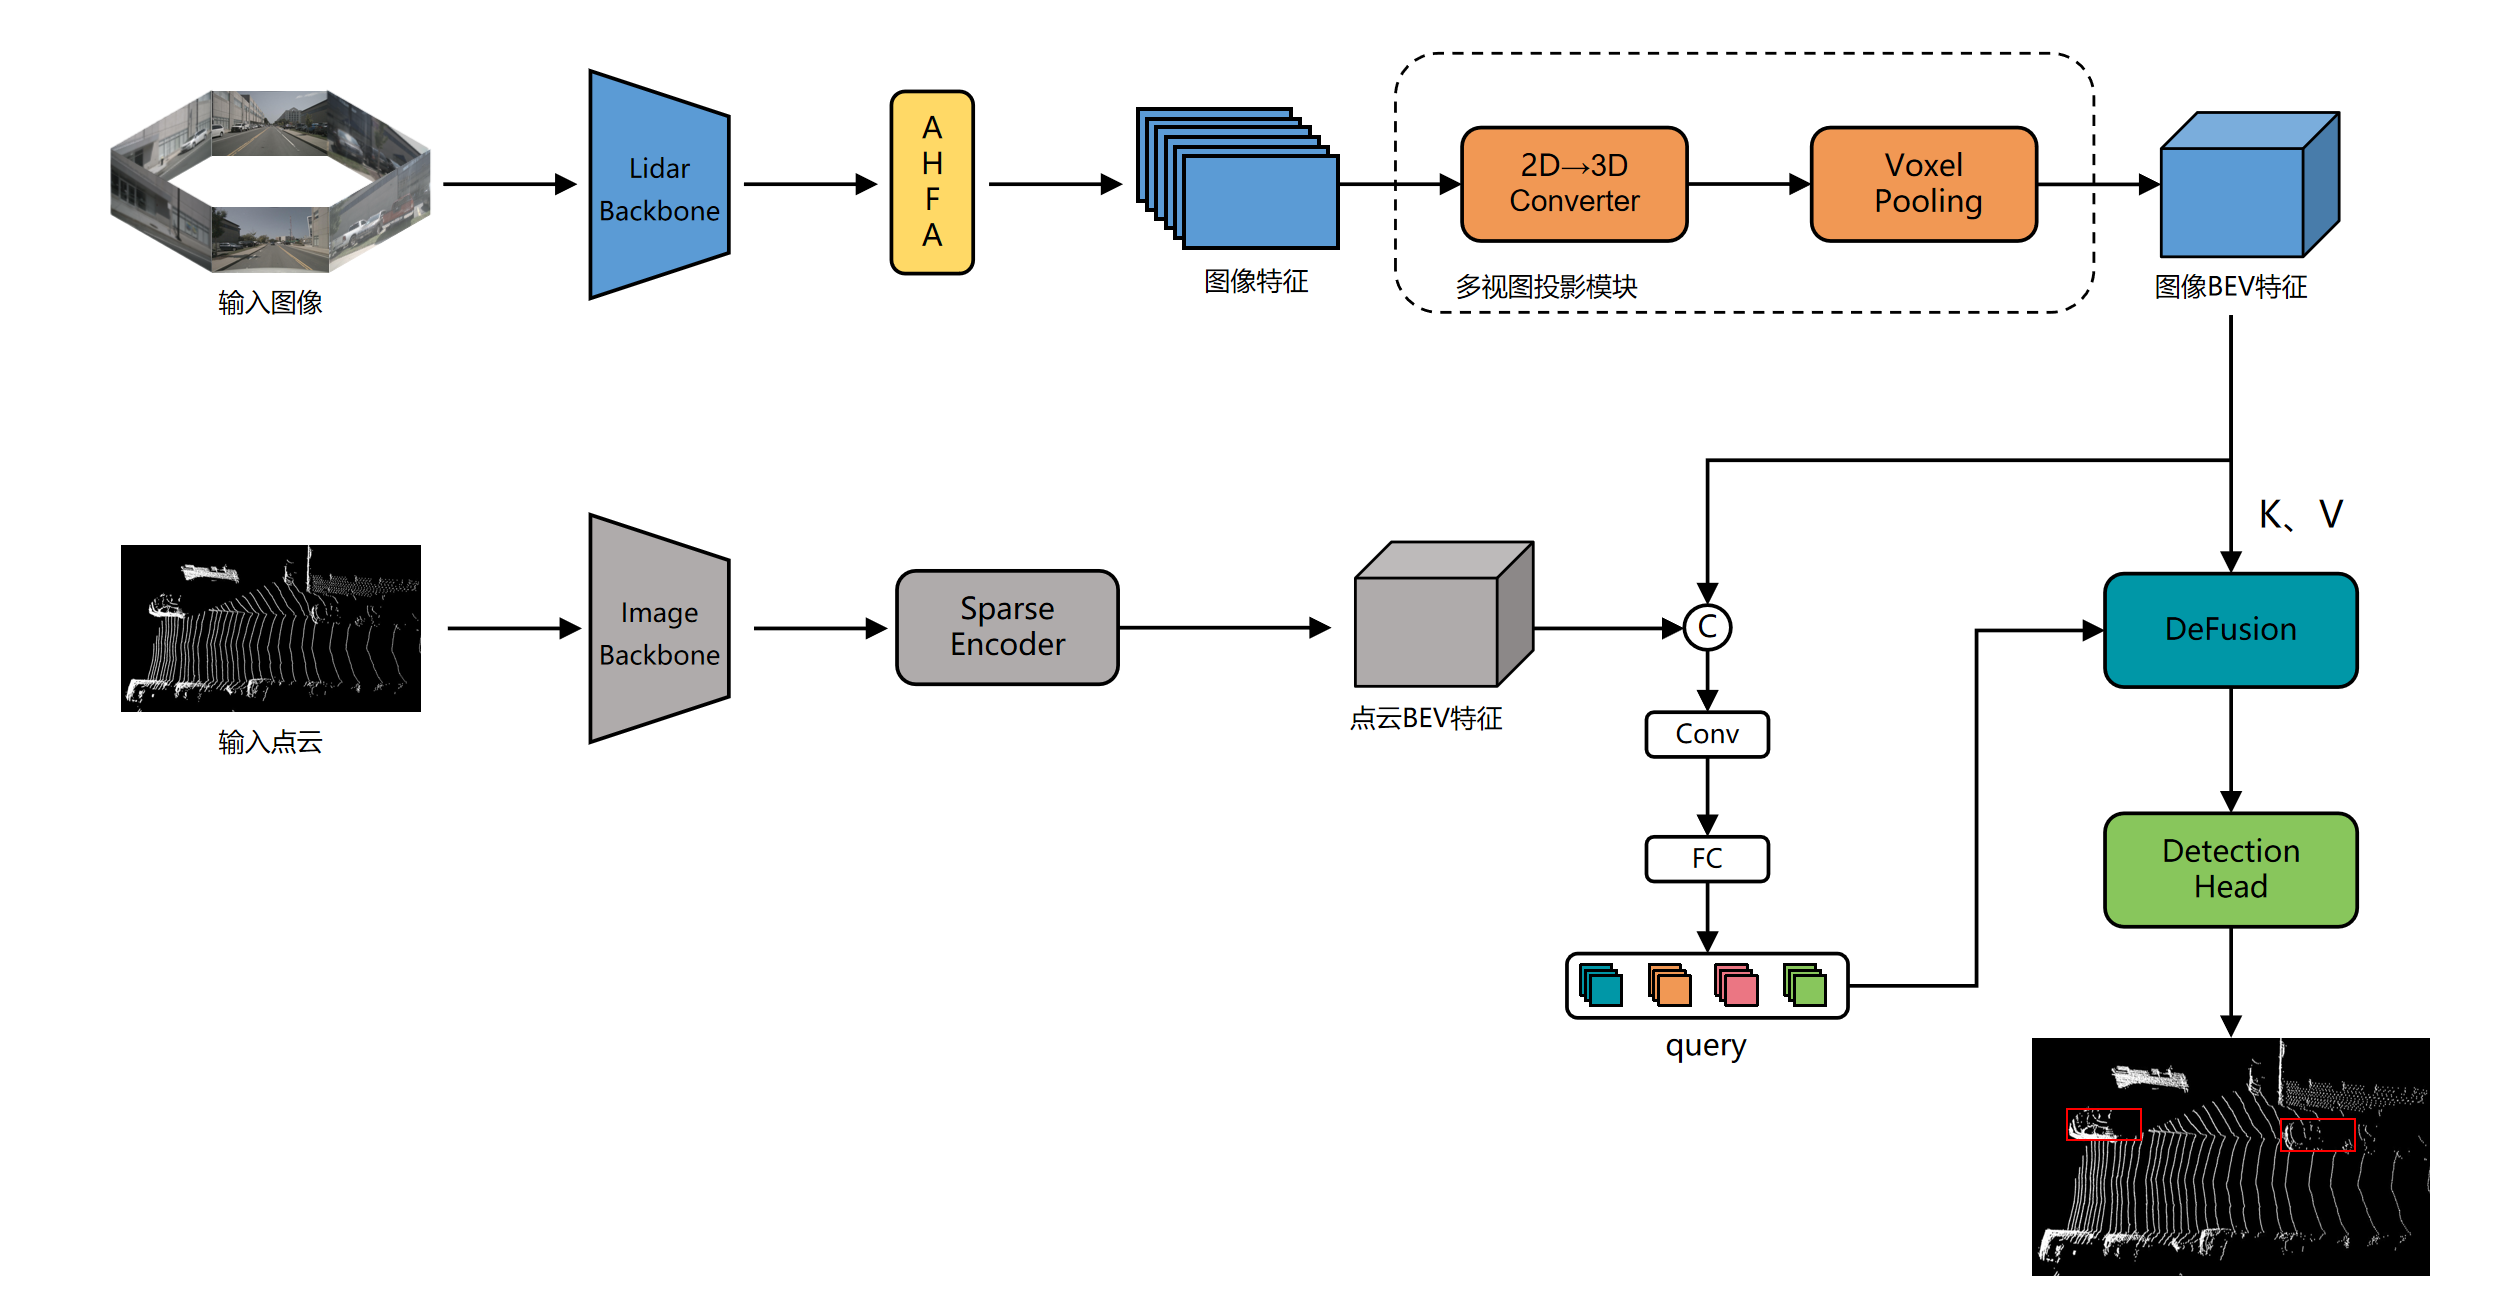 Lidar
Backbone
A
H
F
A
2D→3D
Converter
Voxel
Pooling
输入图像
图像特征
多视图投影模块
图像BEV特征
K、V
Image
Backbone
Sparse
Encoder
C
DeFusion
输入点云
点云BEV特征
Conv
FC
Detection
Head
query